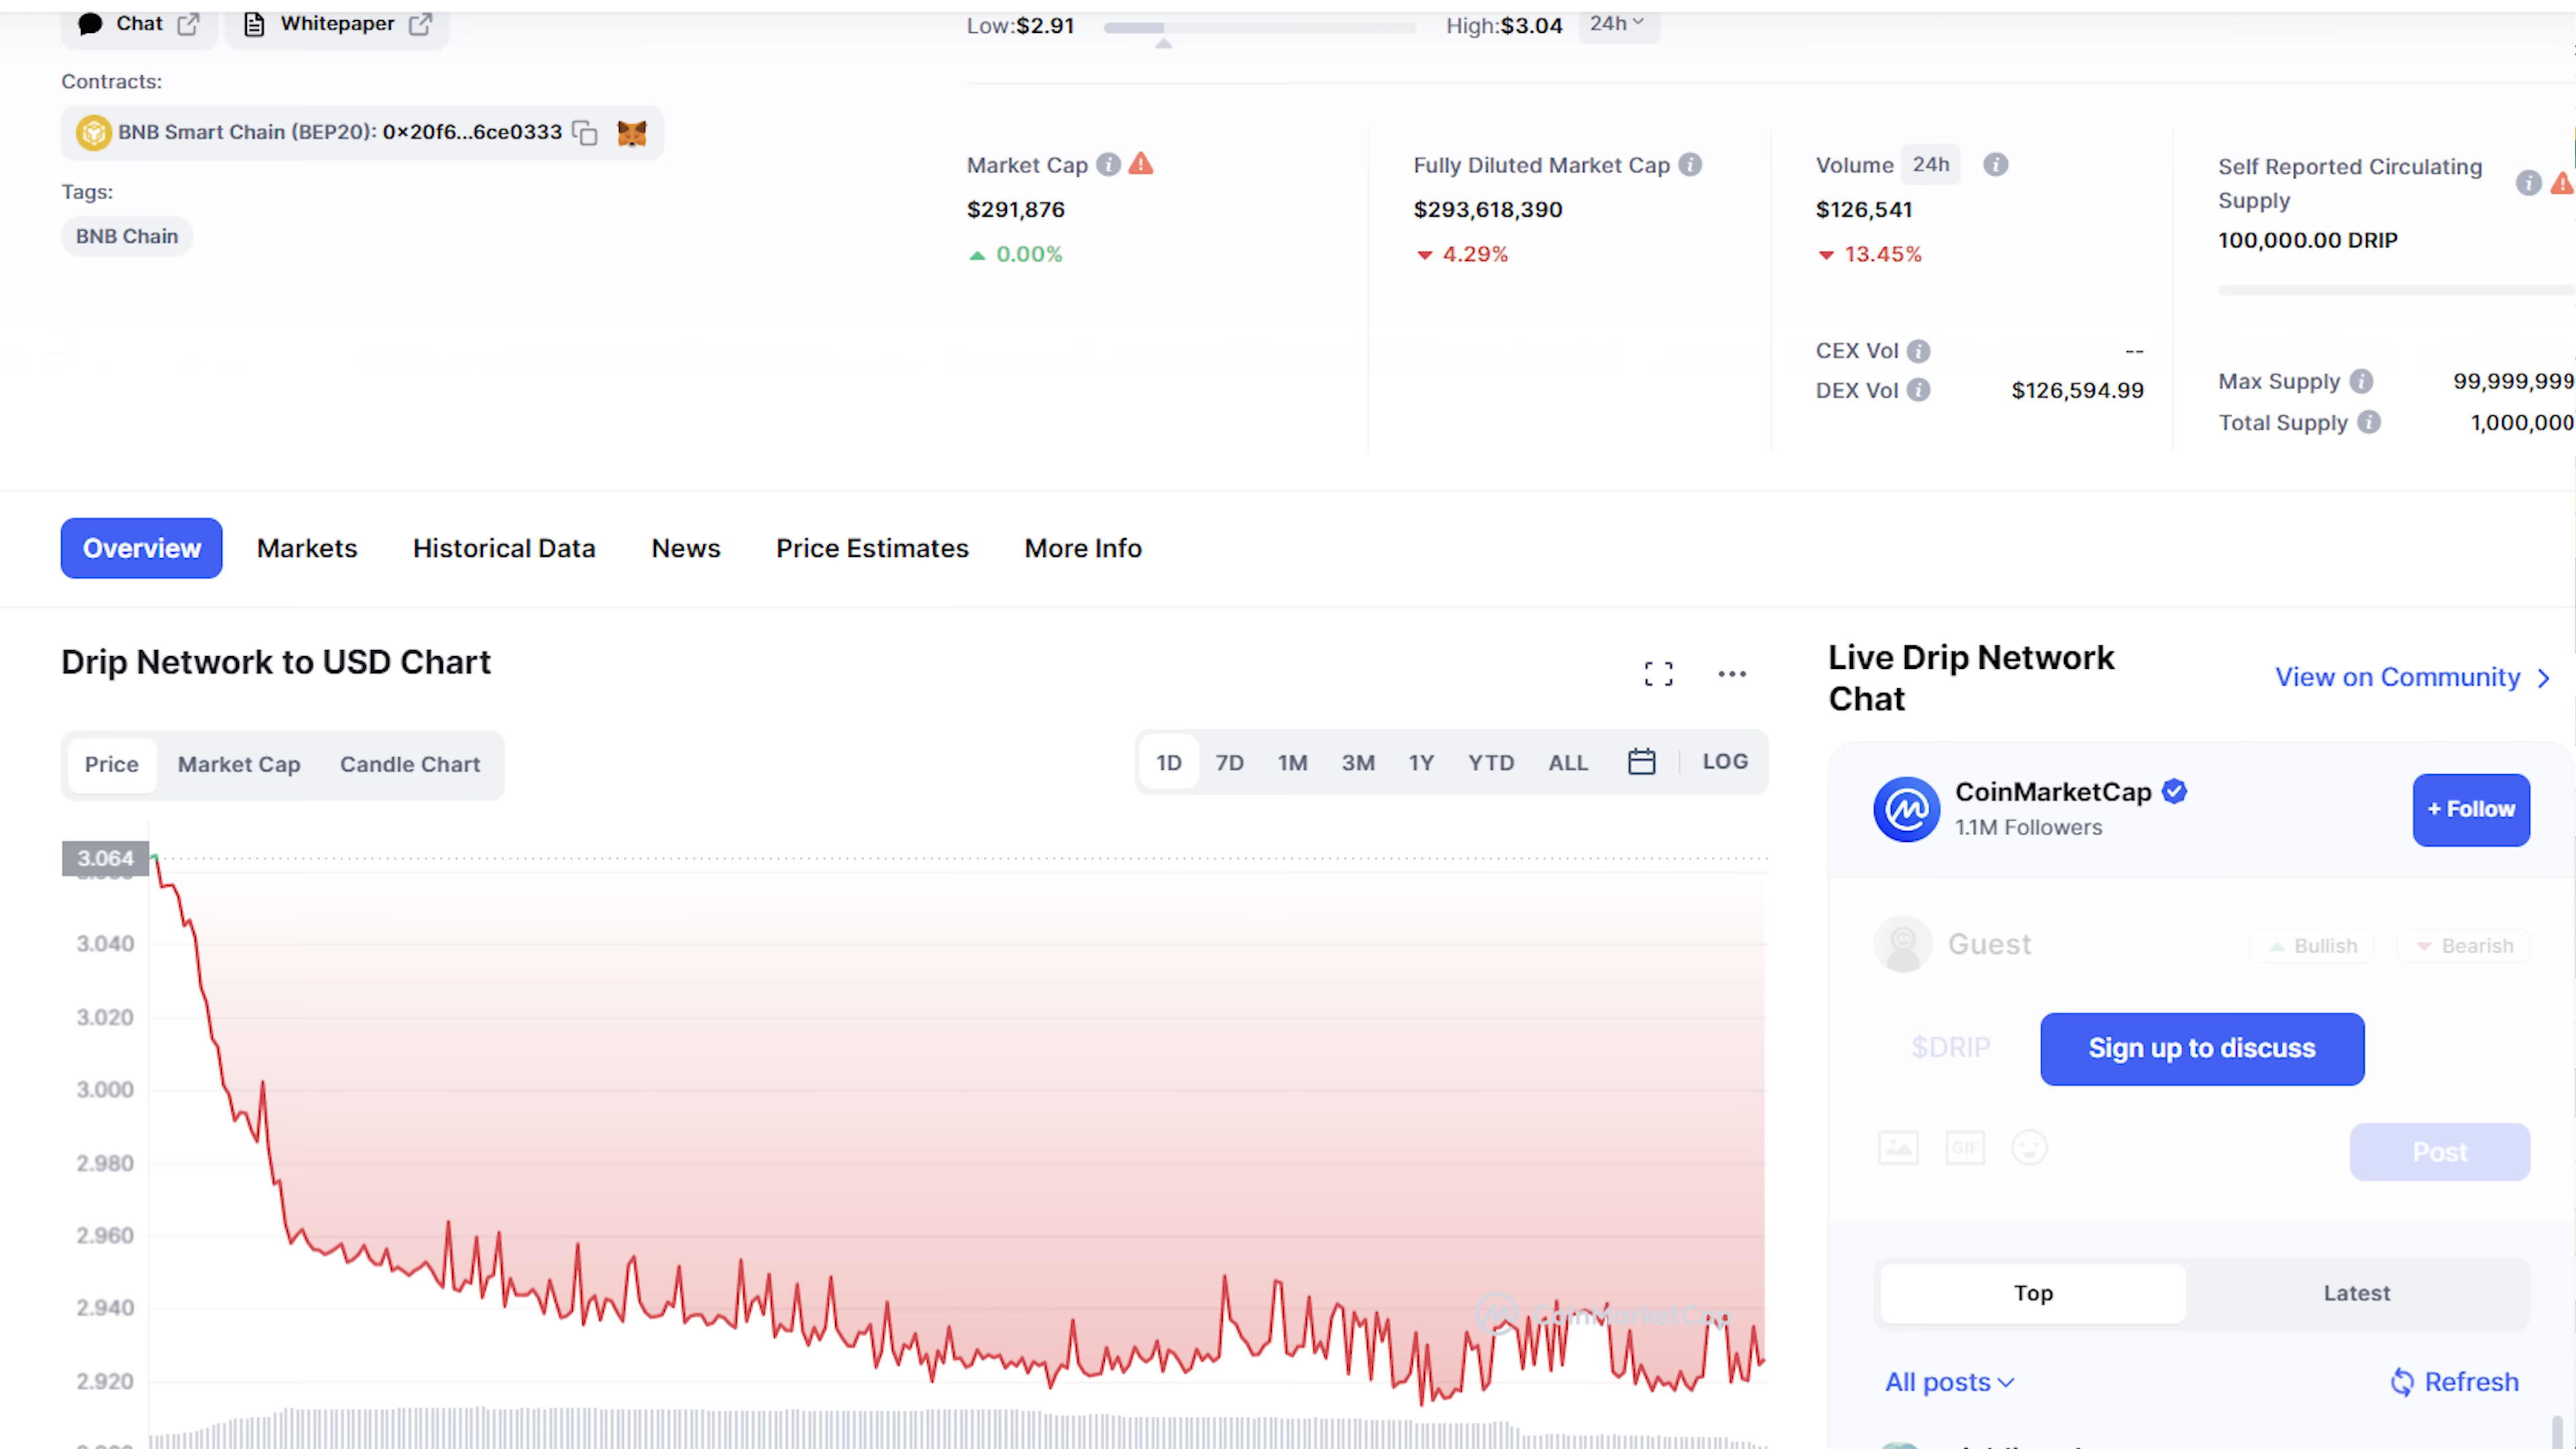 Chat
Whitepaper
Low:$2.91
High:$3.04
24h
Contracts:
BNB Smart Chain (BEP20): 0×20f6...6ce0333
Tags:
BNB Chain
Market Cap
$291,876
0.00%
Fully Diluted Market Cap
$293,618,390
4.29%
Volume 24h
$126,541
13.45%
CEX Vol --
DEX Vol $126,594.99
Self Reported Circulating
Supply
100,000.00 DRIP
Max Supply 99,999,999
Total Supply 1,000,000
Overview Markets Historical Data News Price Estimates More Info
Drip Network to USD Chart
Price Market Cap Candle Chart
1D 7D 1M 3M 1Y YTD ALL LOG
3.064
3.040
3.020
3.000
2.980
2.960
2.940
2.920
CoinMarketCap
Live Drip Network
Chat
View on Community
CoinMarketCap
1.1M Followers
+ Follow
Guest
Bullish
Bearish
$DRIP
Sign up to discuss
GIF
Post
Top
Latest
All posts
Refresh